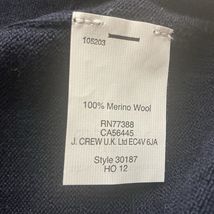 105203
100% Merino Wool
RN77388
CA56445
J. CREW U.K. Ltd EC4V 6JA
Style 30187
HO 12